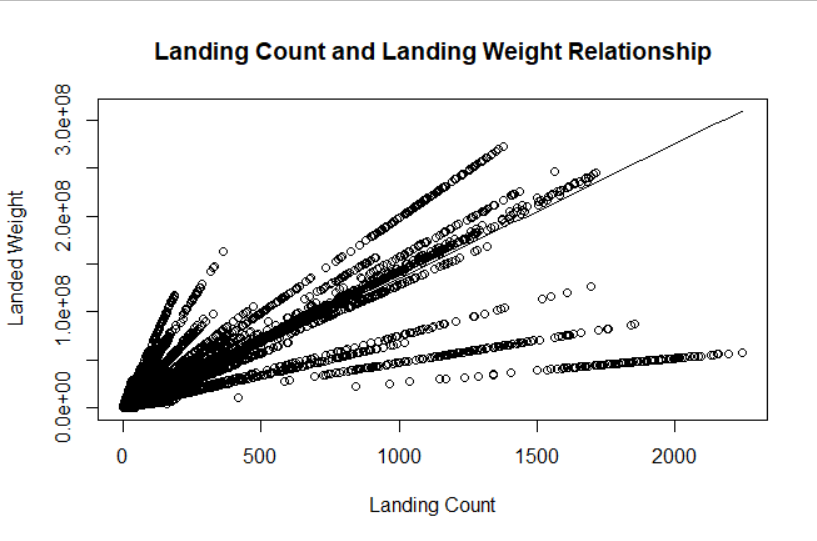 Landing Count and Landing Weight Relationship
3.0e+08
2.0e+08
1.0e+08
0.0e+00
Landed Weight
0 500 1000 1500 2000
Landing Count